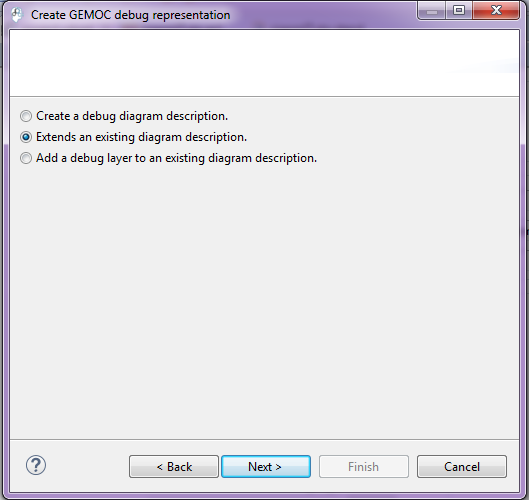 Create GEMOC debug representation
Create a debug diagram description.
Extends an existing diagram description.
Add a debug layer to an existing diagram description.
? < Back Next > Finish Cancel